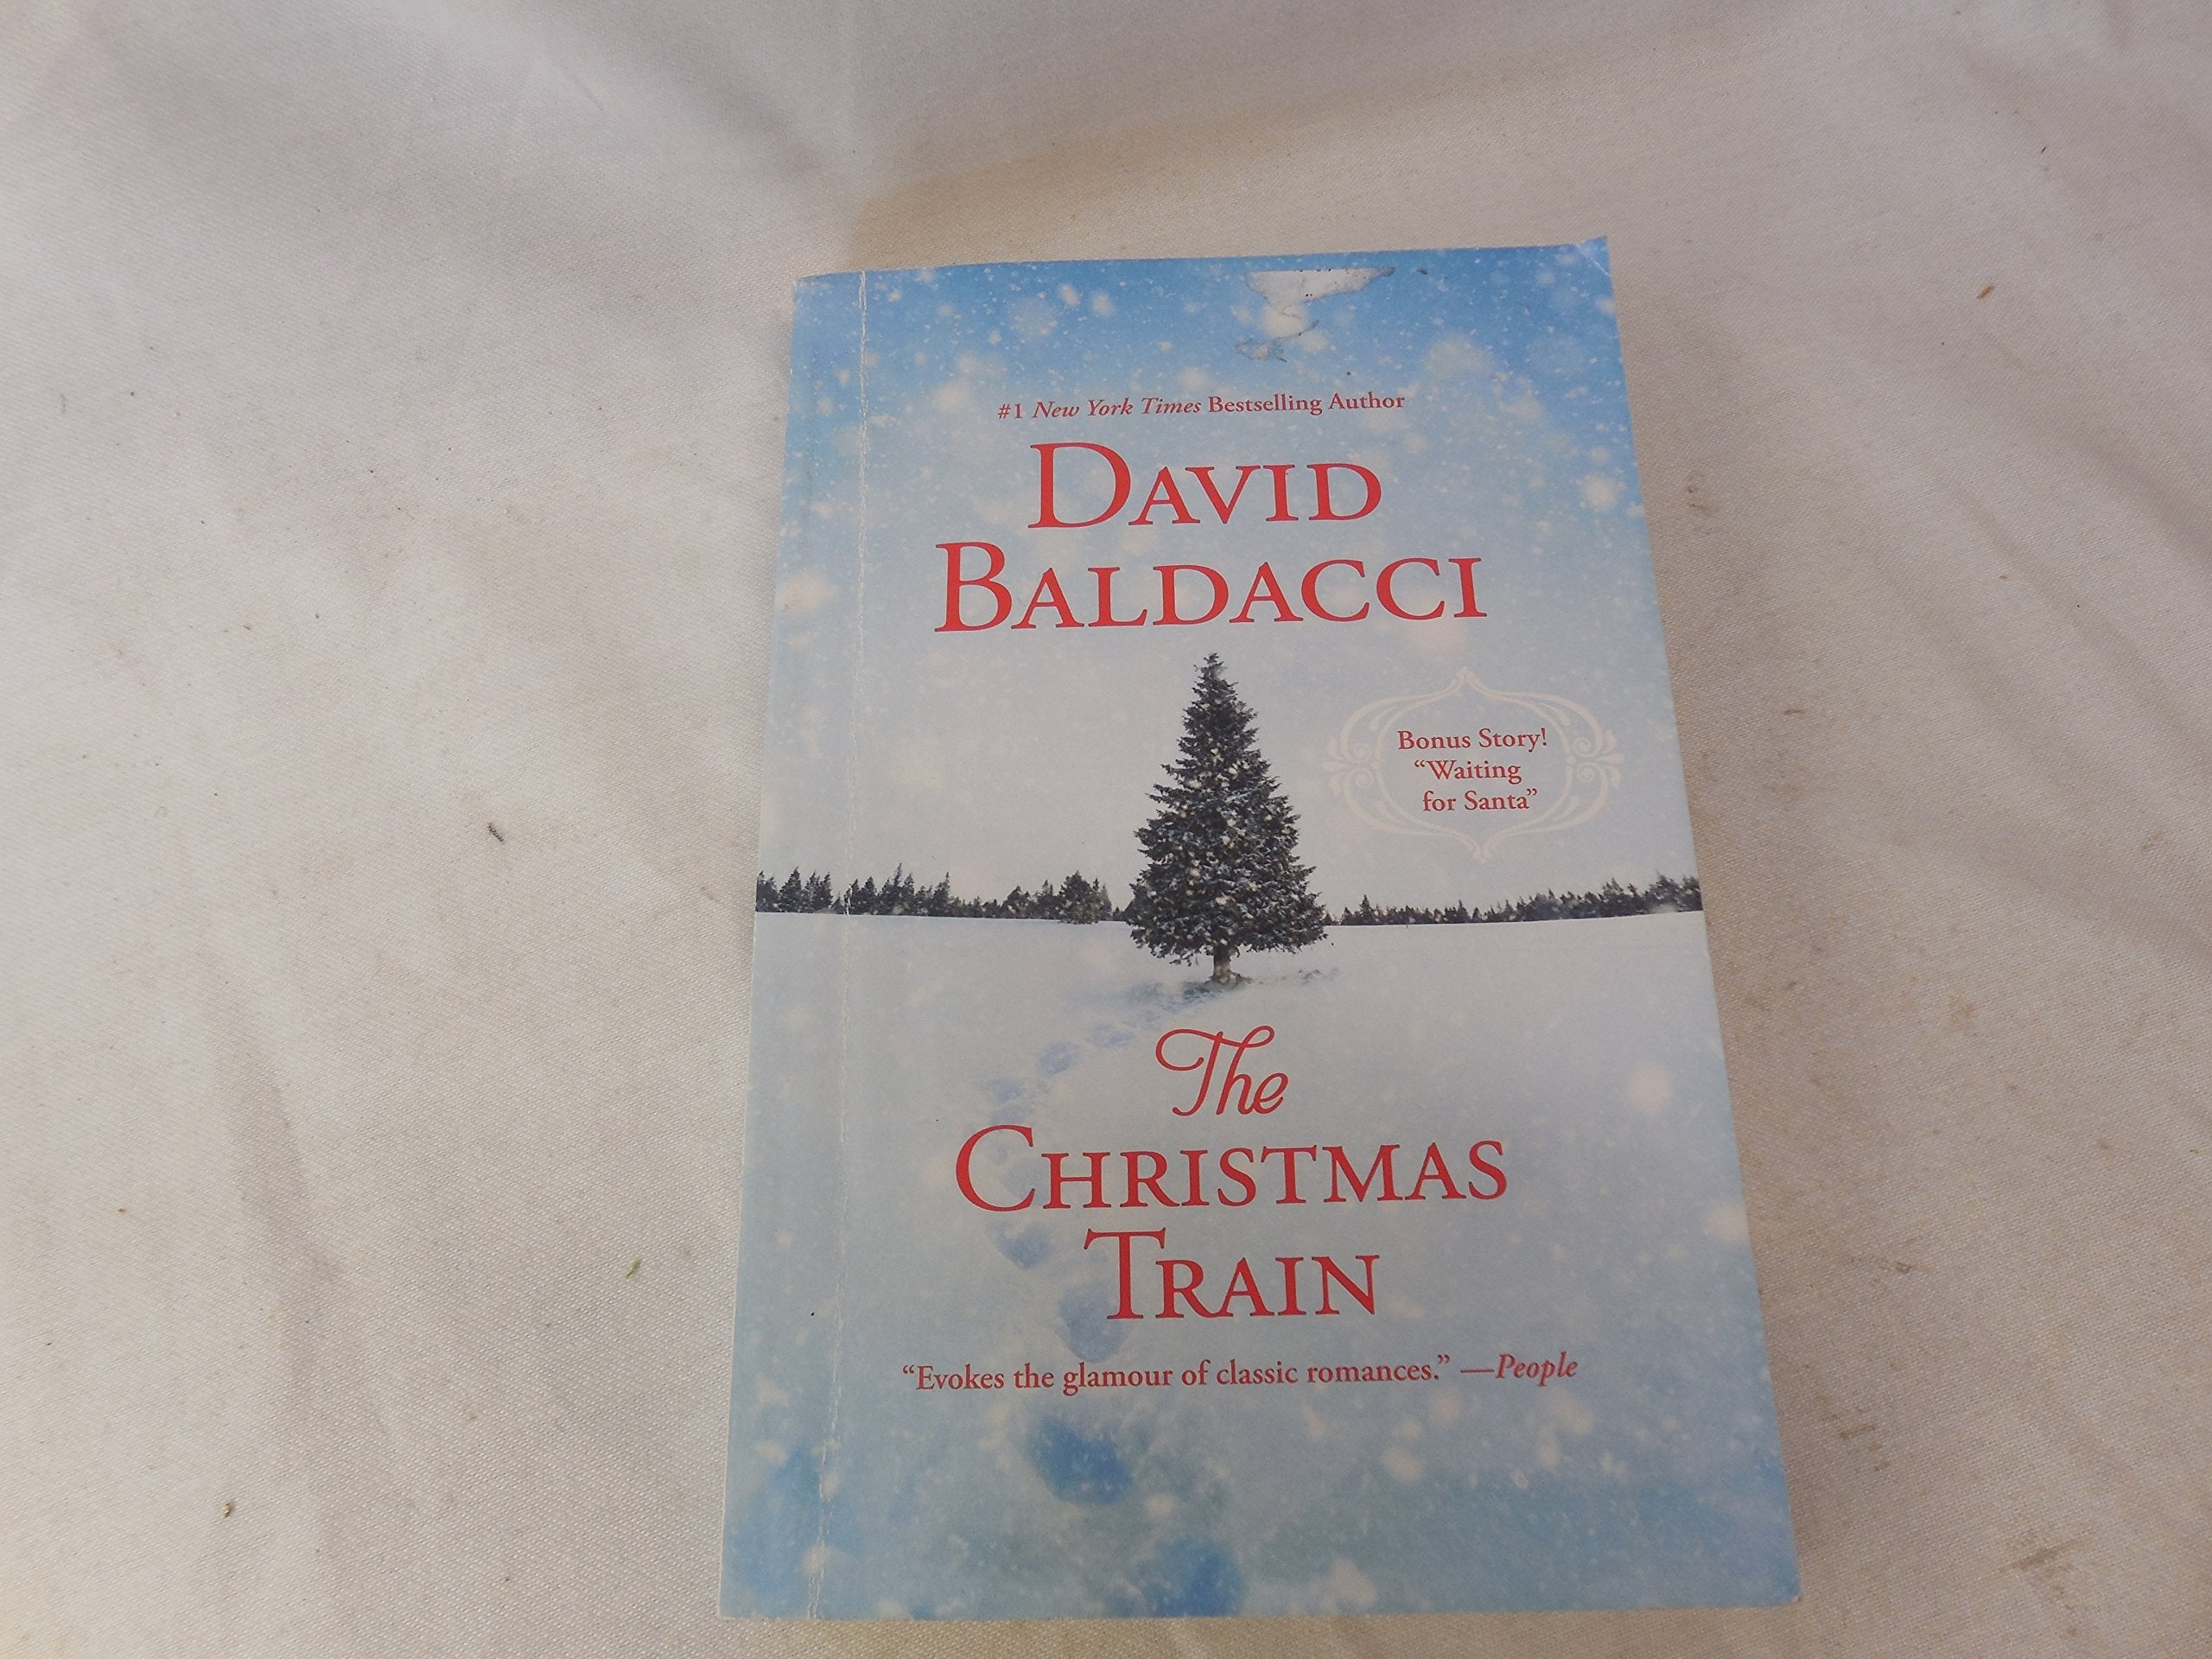 #1 New York Times Bestselling Author
DAVID
BALDACCI
Bonus Story!
“Waiting
for Santa”
The
CHRISTMAS
TRAIN
“Evokes the glamour of classic romances.” —People